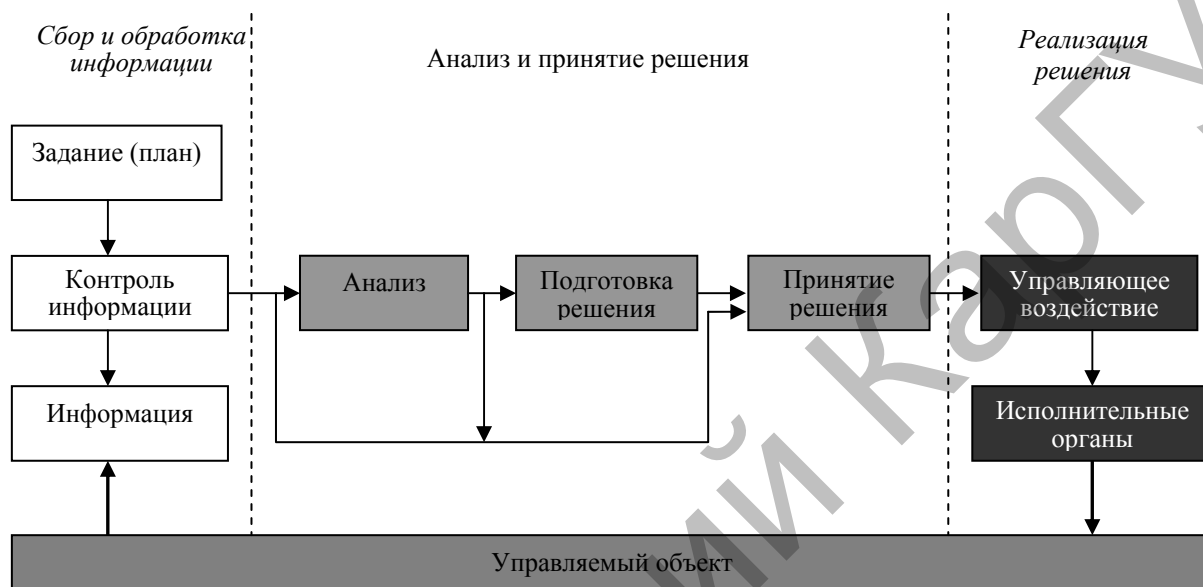 Сбор и обработка
информации
Анализ и принятие решения
Реализация
решения
Задание (план)
Контроль
информации
Анализ
Подготовка
решения
Принятие
решения
Управляющее
воздействие
Информация
Исполнительные
органы
Управляемый объект
КарГУ